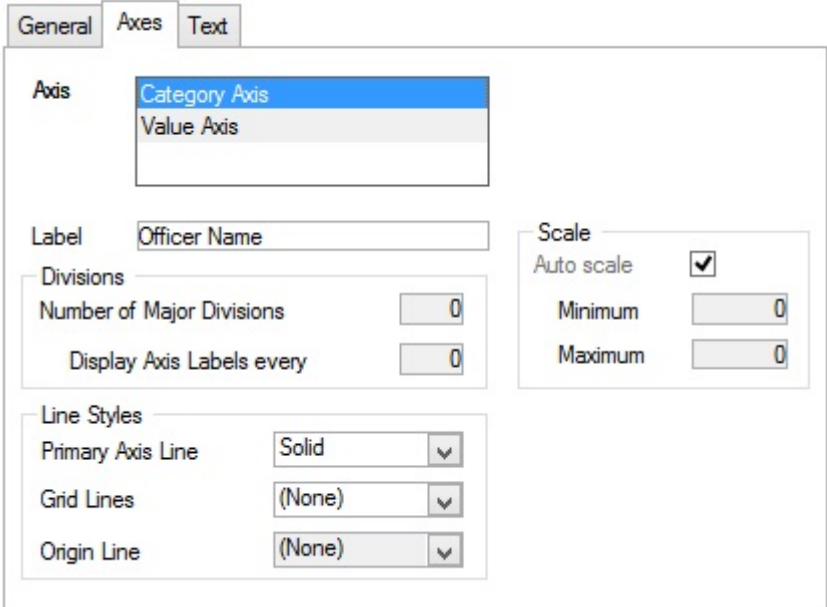 General Axes Text
Axis
Category Axis
Value Axis
Label Officer Name
Divisions
Number of Major Divisions 0
Display Axis Labels every 0
Scale
Auto scale
Minimum 0
Maximum 0
Line Styles
Primary Axis Line Solid
Grid Lines (None)
Origin Line (None)